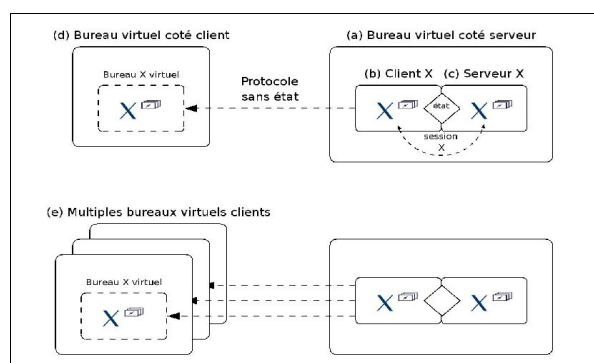 (d) Bureau virtuel coté client
(a) Bureau virtuel coté serveur
Bureau X virtuel
X
Protocole
sans état
(b) Client X
(c) Serveur X
X
état
X
session
X
(e) Multiples bureaux virtuels clients
Bureau X virtuel
X
X
X